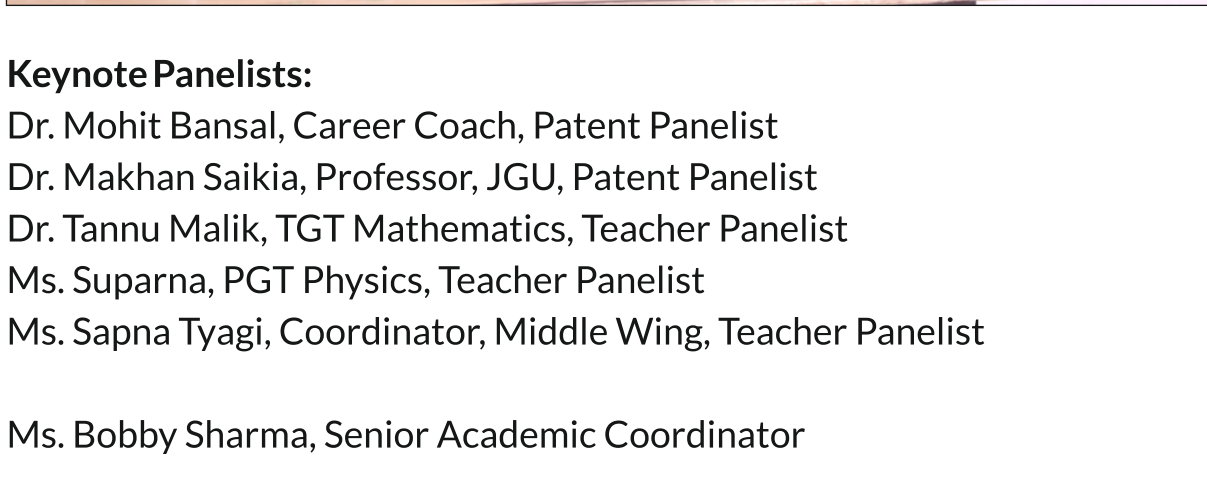 Keynote Panelists:
Dr. Mohit Bansal, Career Coach, Patent Panelist
Dr. Makhan Saikia, Professor, JGU, Patent Panelist
Dr. Tannu Malik, TGT Mathematics, Teacher Panelist
Ms. Suparna, PGT Physics, Teacher Panelist
Ms. Sapna Tyagi, Coordinator, Middle Wing, Teacher Panelist
Ms. Bobby Sharma, Senior Academic Coordinator